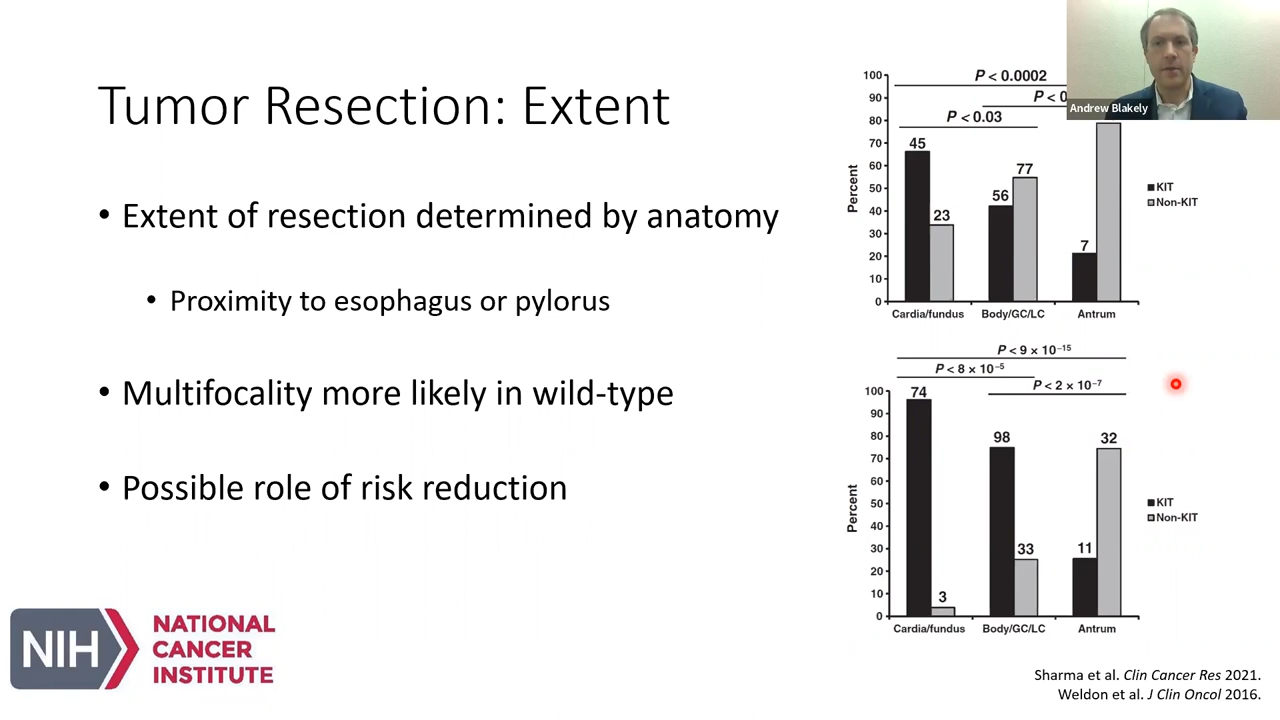 Tumor Resection: Extent
• Extent of resection determined by anatomy
• Proximity to esophagus or pylorus
• Multifocality more likely in wild-type
• Possible role of risk reduction
NIH
NATIONAL
CANCER
INSTITUTE
Andrew Blakely
P < 0.0002
P < 0
P < 0.03
Percent
100
90
80
70
60
50
40
30
20
10
0
45
23
56
77
7
Cardia/fundus
Body/GC/LC
Antrum
KIT
Non-KIT
P < 9 × 10⁻¹⁵
P < 8 × 10⁻⁵
P < 2 × 10⁻⁷
Percent
100
90
80
70
60
50
40
30
20
10
0
74
3
98
33
11
32
Cardia/fundus
Body/GC/LC
Antrum
KIT
Non-KIT
Sharma et al. Clin Cancer Res 2021.
Weldon et al. J Clin Oncol 2016.